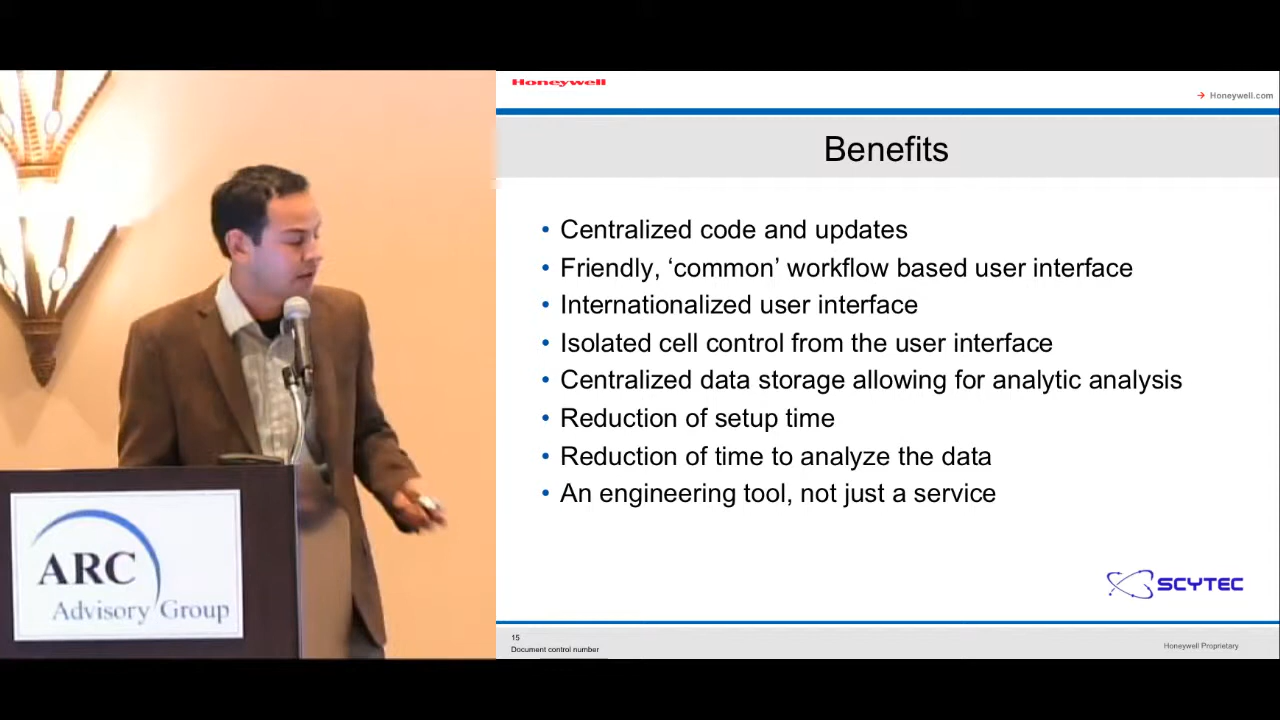 Honeywell
Honeywell.com
Benefits
• Centralized code and updates
• Friendly, ‘common’ workflow based user interface
• Internationalized user interface
• Isolated cell control from the user interface
• Centralized data storage allowing for analytic analysis
• Reduction of setup time
• Reduction of time to analyze the data
• An engineering tool, not just a service
SCYTEC
15
Document control number
Honeywell Proprietary
ARC
Advisory Group